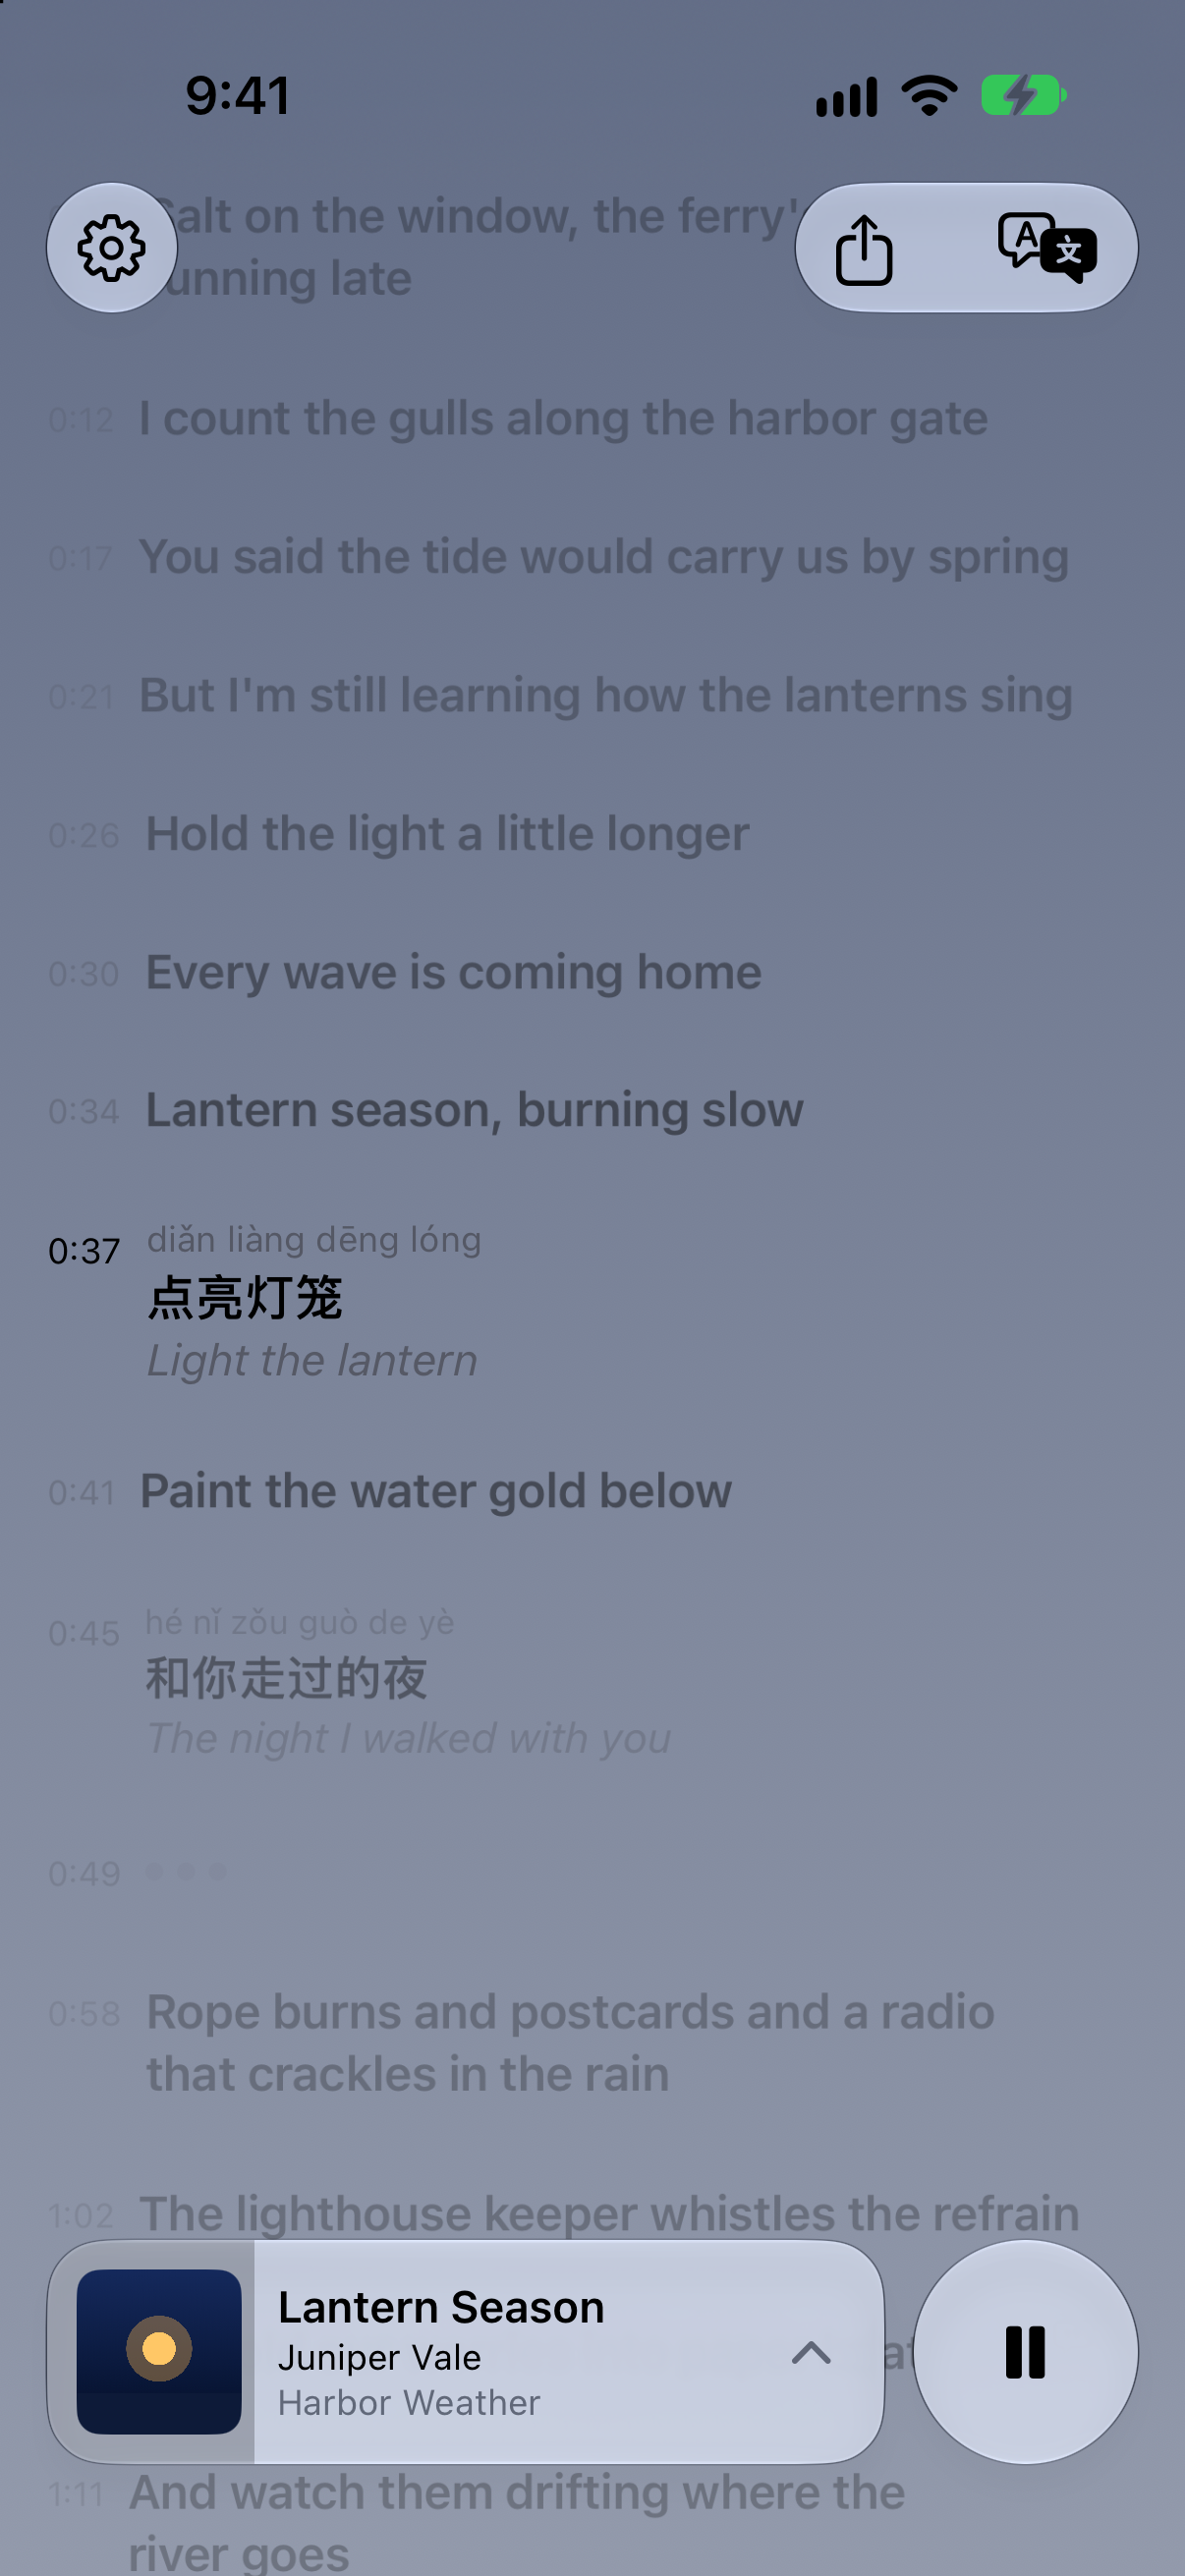 9:41
Salt on the window, the ferry'
running late
0:12 I count the gulls along the harbor gate
0:17 You said the tide would carry us by spring
0:21 But I'm still learning how the lanterns sing
0:26 Hold the light a little longer
0:30 Every wave is coming home
0:34 Lantern season, burning slow
diǎn liàng dēng lóng
0:37 点亮灯笼
Light the lantern
0:41 Paint the water gold below
hé nǐ zǒu guò de yè
0:45 和你走过的夜
The night I walked with you
0:49
0:58 Rope burns and postcards and a radio
that crackles in the rain
1:02 The lighthouse keeper whistles the refrain
Lantern Season
Juniper Vale
Harbor Weather
1:11 And watch them drifting where the
river goes